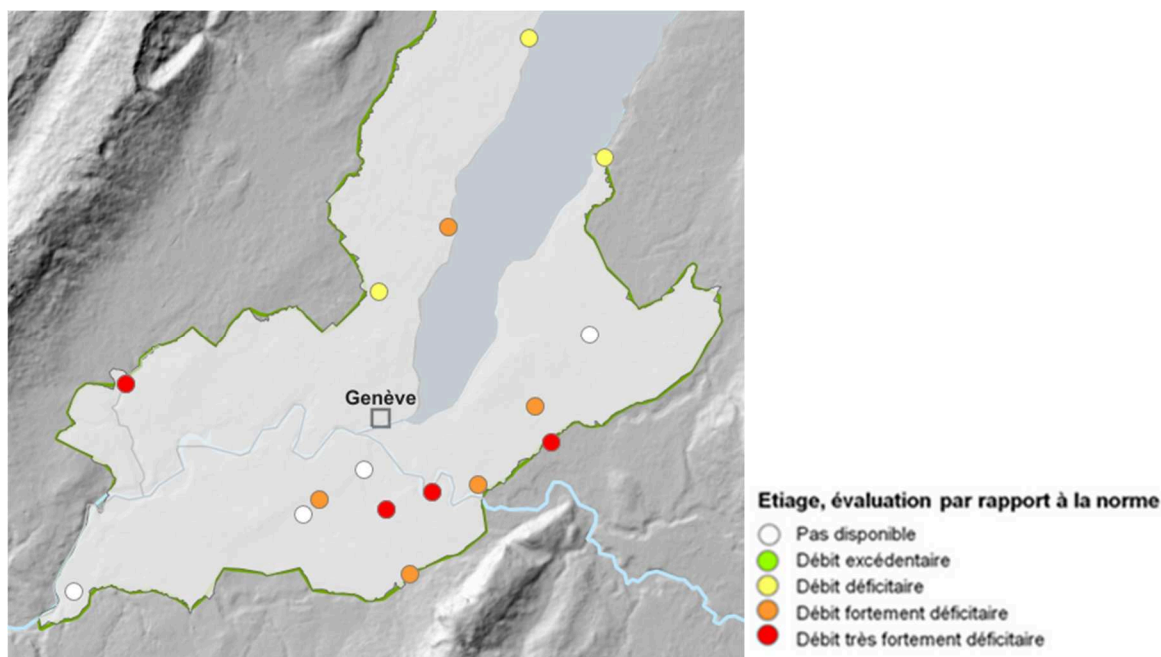 Genève
Etiage, évaluation par rapport à la norme
Pas disponible
Débit excédentaire
Débit déficitaire
Débit fortement déficitaire
Débit très fortement déficitaire